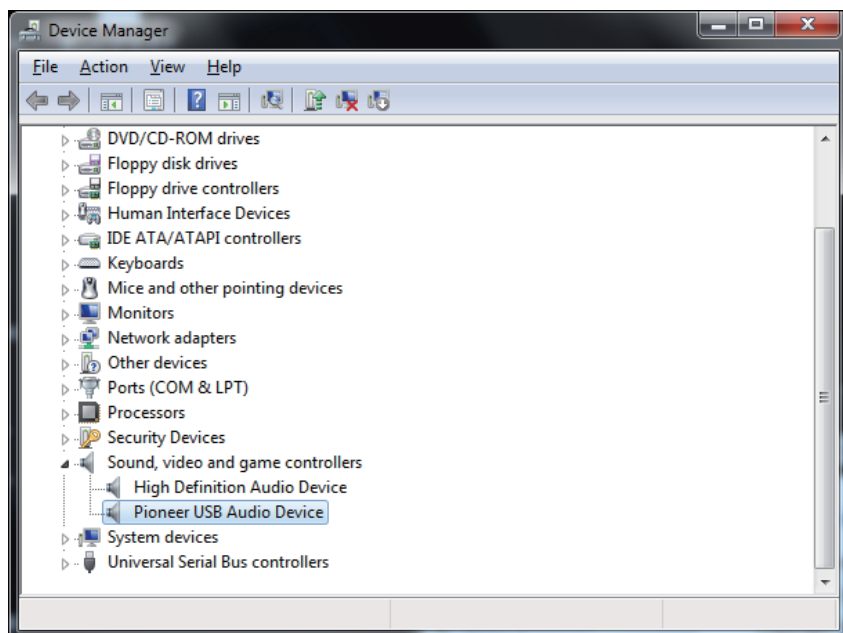 Device Manager
File Action View Help
DVD/CD-ROM drives
Floppy disk drives
Floppy drive controllers
Human Interface Devices
IDE ATA/ATAPI controllers
Keyboards
Mice and other pointing devices
Monitors
Network adapters
Other devices
Ports (COM & LPT)
Processors
Security Devices
Sound, video and game controllers
High Definition Audio Device
Pioneer USB Audio Device
System devices
Universal Serial Bus controllers